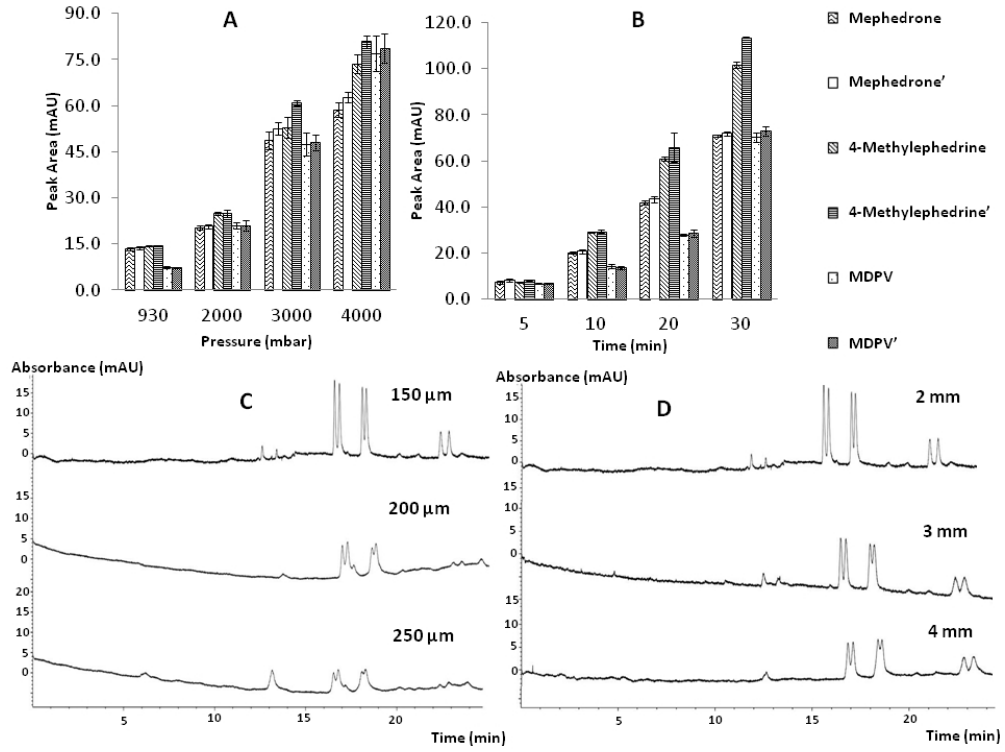 A
Peak Area (mAU)
90.0
75.0
60.0
45.0
30.0
15.0
0.0
930 2000 3000 4000
Pressure (mbar)
B
Peak Area (mAU)
120.0
100.0
80.0
60.0
40.0
20.0
0.0
5 10 20 30
Time (min)
Mephedrone
Mephedrone'
4-Methylephedrine
4-Methylephedrine'
MDPV
MDPV'
Absorbance (mAU)
C
150 µm
15
10
5
0
200 µm
15
10
5
0
20
250 µm
15
10
5
0
5 10 15 20
Time (min)
Absorbance (mAU)
D
2 mm
15
10
5
0
3 mm
15
10
5
0
15
4 mm
10
5
0
5 10 15 20
Time (min)